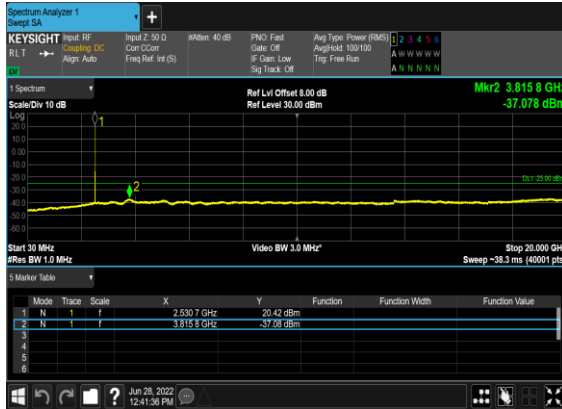 Spectrum Analyzer 1
Swept SA
KEYSIGHT Input: RF Input Z: 50 Ω #Atten: 40 dB PNO: Fast Avg Type: Power (RMS) 1 2 3 4 5 6
RLT Coupling: DC Corr CCorr Gate: Off Avg|Hold: 100/100 A W W W W W
Align: Auto Freq Ref: Int (S) IF Gain: Low Trig: Free Run
LU Sig Track: Off A N N N N N
1 Spectrum Ref Lvl Offset 8.00 dB Mkr2 3.815 8 GHz
Scale/Div 10 dB Ref Level 30.00 dBm -37.078 dBm
Log
20.0
10.0
0.00
-10.0
-20.0
-30.0
-40.0
-50.0
-60.0
1
2
DL1 -25.00 dBm
Start 30 MHz Video BW 3.0 MHz* Stop 20.000 GH
#Res BW 1.0 MHz Sweep ~38.3 ms (40001 pts
5 Marker Table
Mode Trace Scale X Y Function Function Width Function Value
1 N 1 f 2.530 7 GHz 20.42 dBm
2 N 1 f 3.815 8 GHz -37.08 dBm
3
4
5
6
? Jun 28, 2022
12:41:36 PM